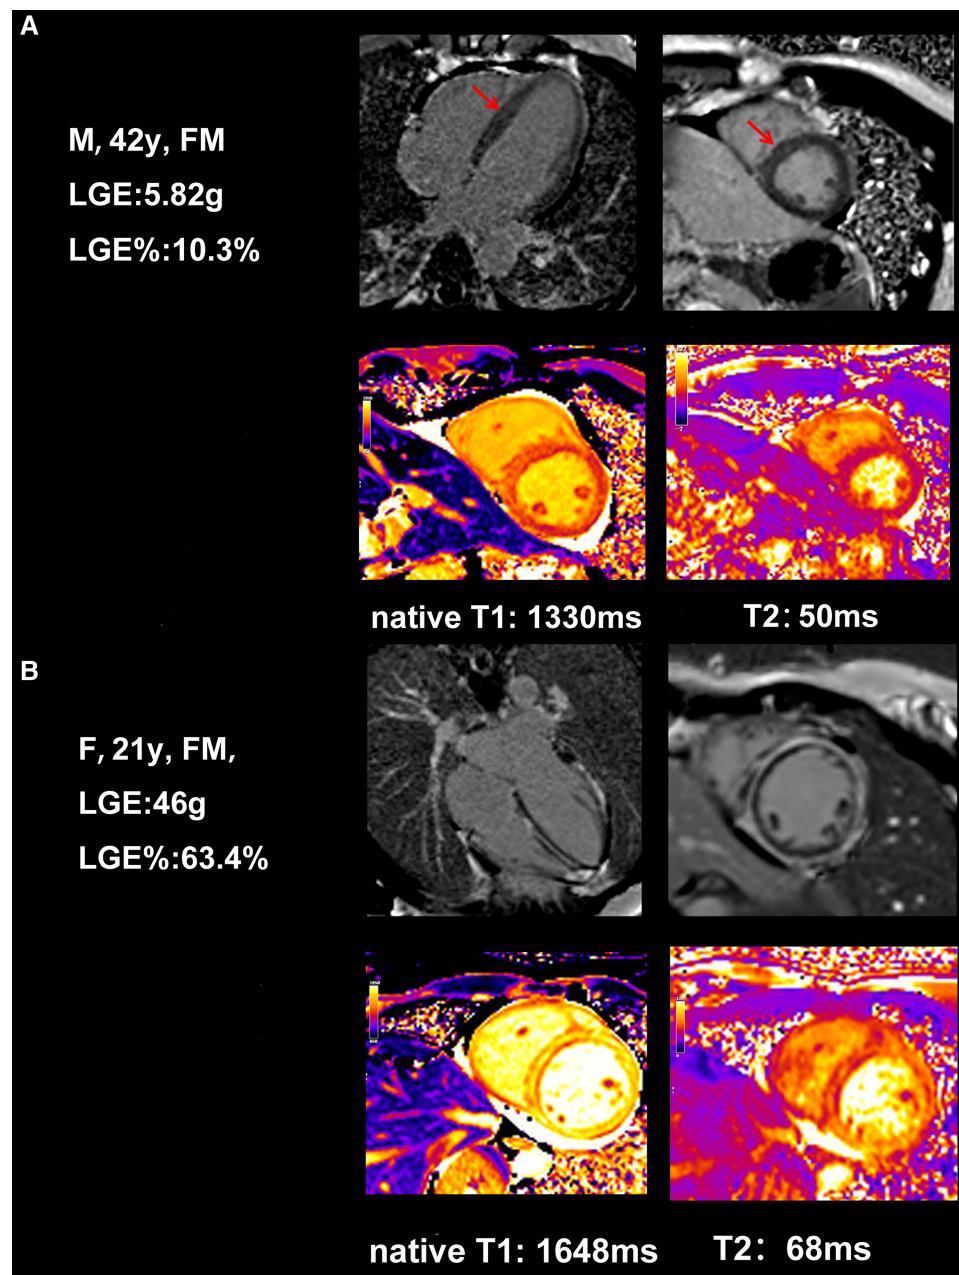 A
M, 42y, FM
LGE:5.82g
LGE%:10.3%
native T1: 1330ms
T2: 50ms
B
F, 21y, FM,
LGE:46g
LGE%:63.4%
native T1: 1648ms
T2: 68ms